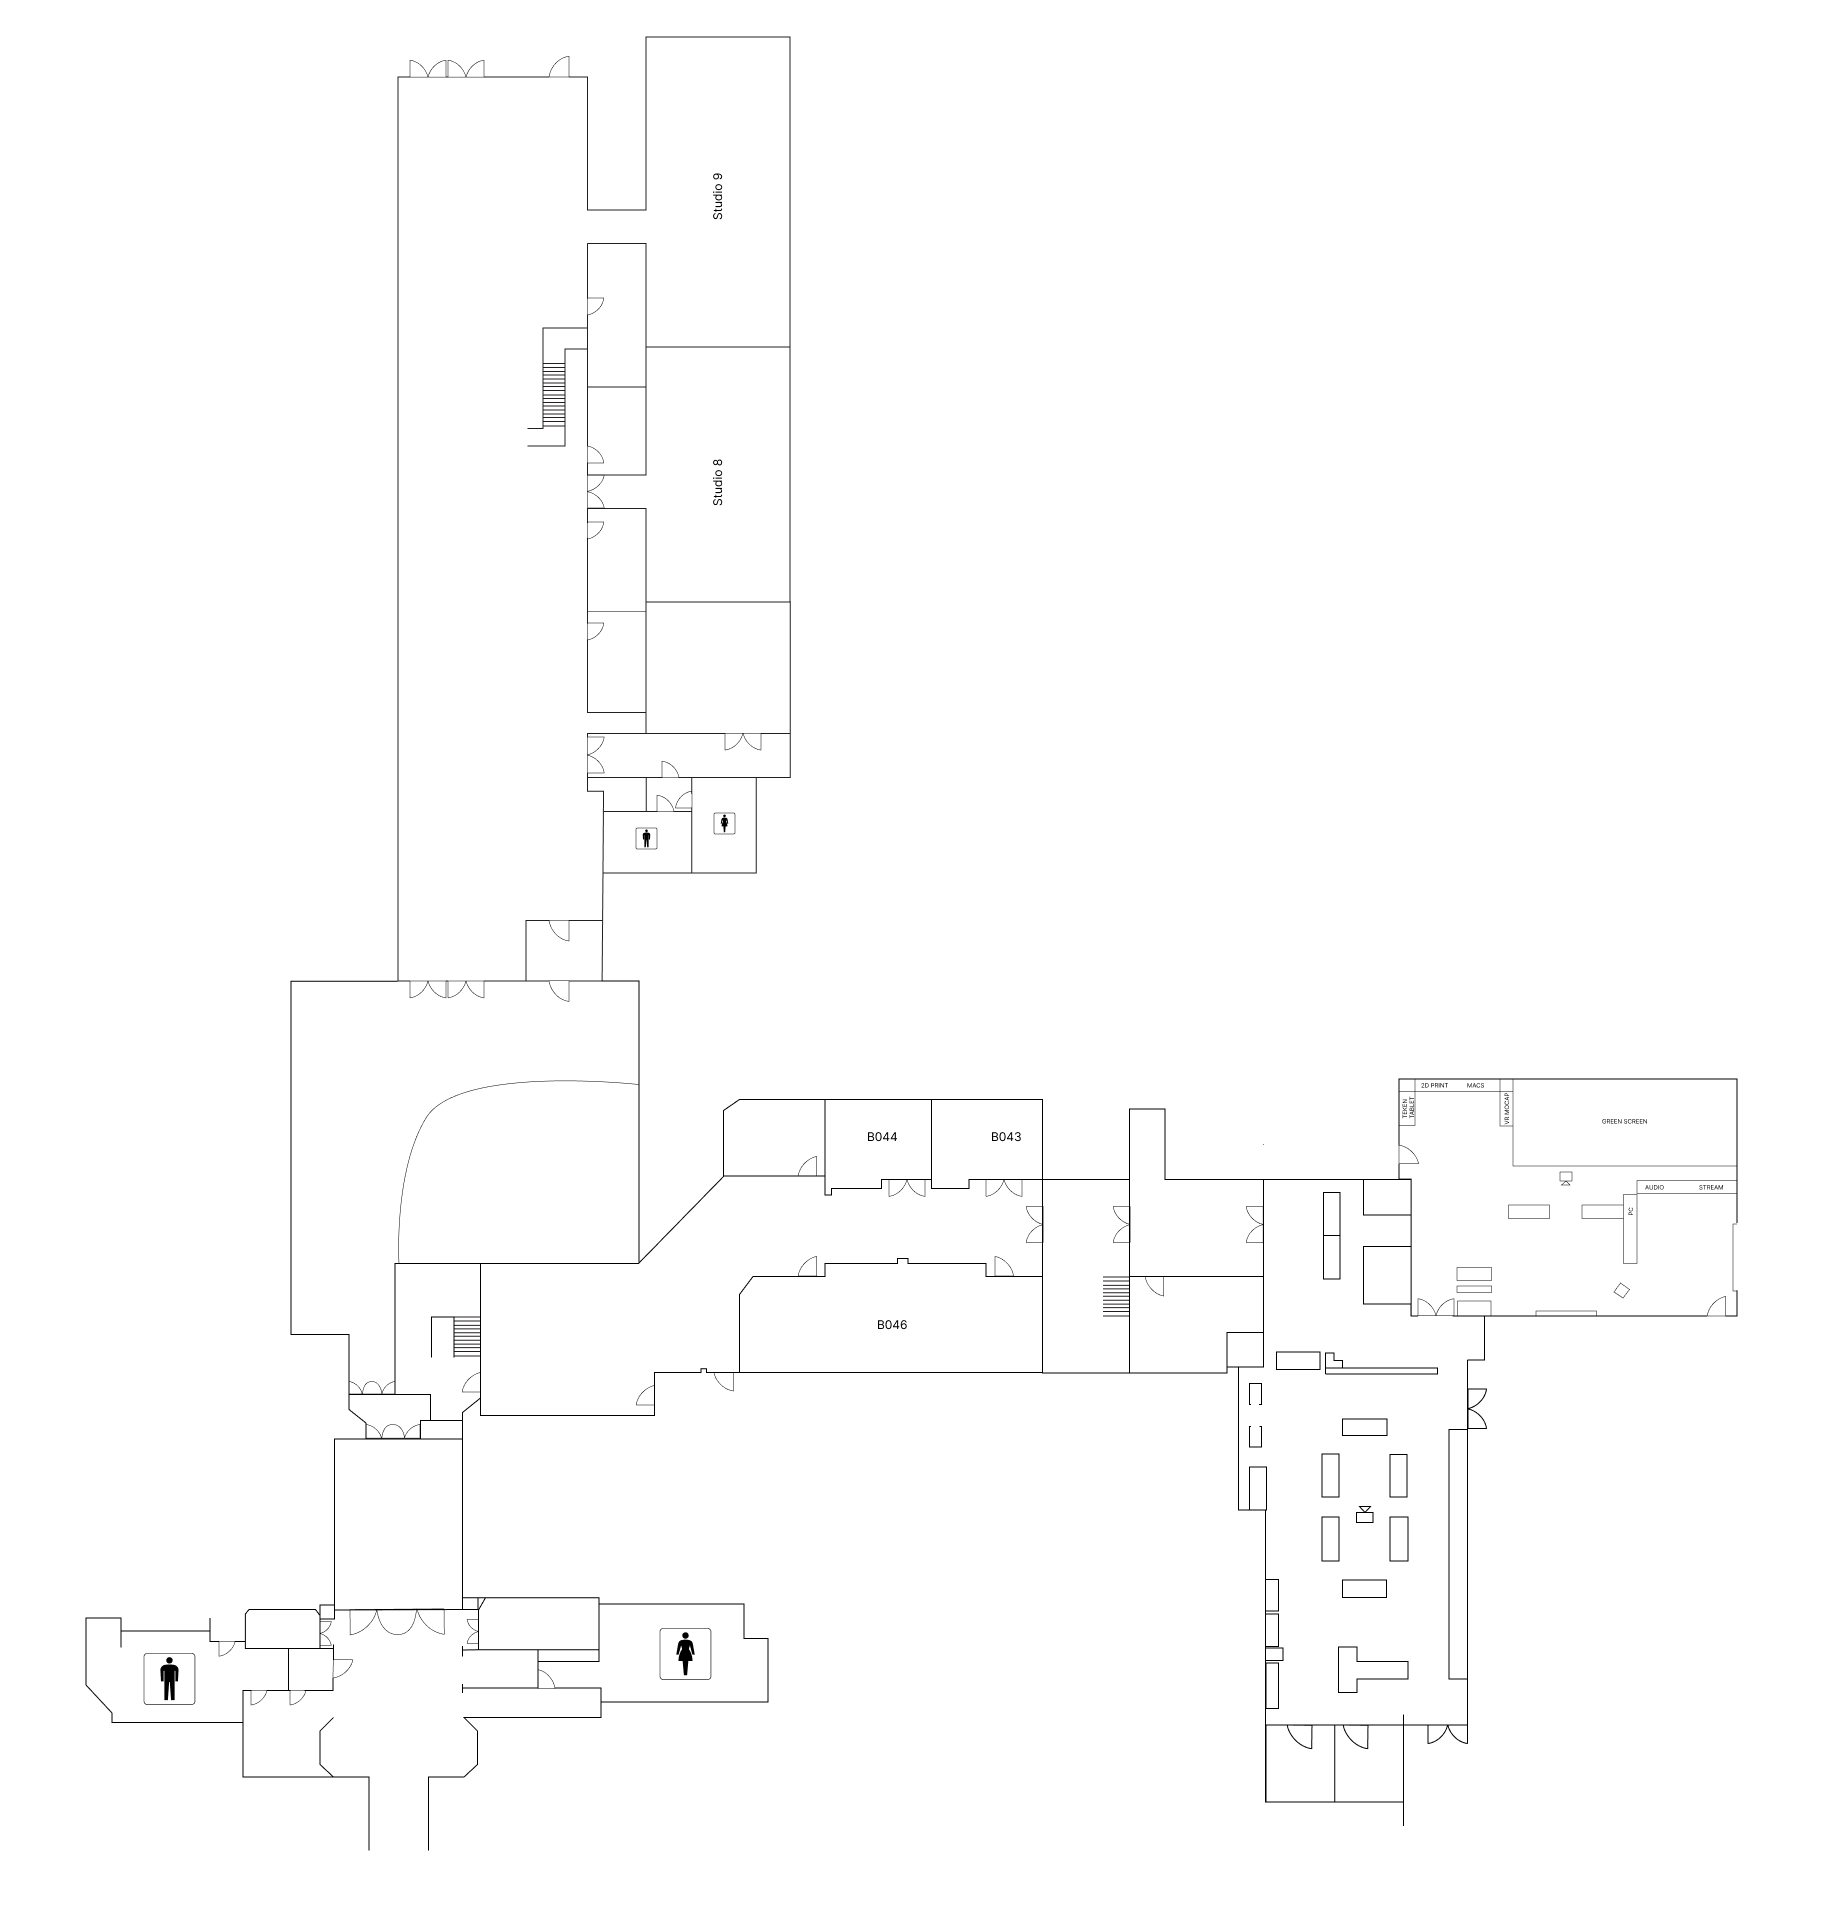 Studio 9
Studio 8
2D PRINT
MACS
TEKEN
TABLET
VR MOCAP
GREEN SCREEN
B044
B043
AUDIO
STREAM
PC
B046